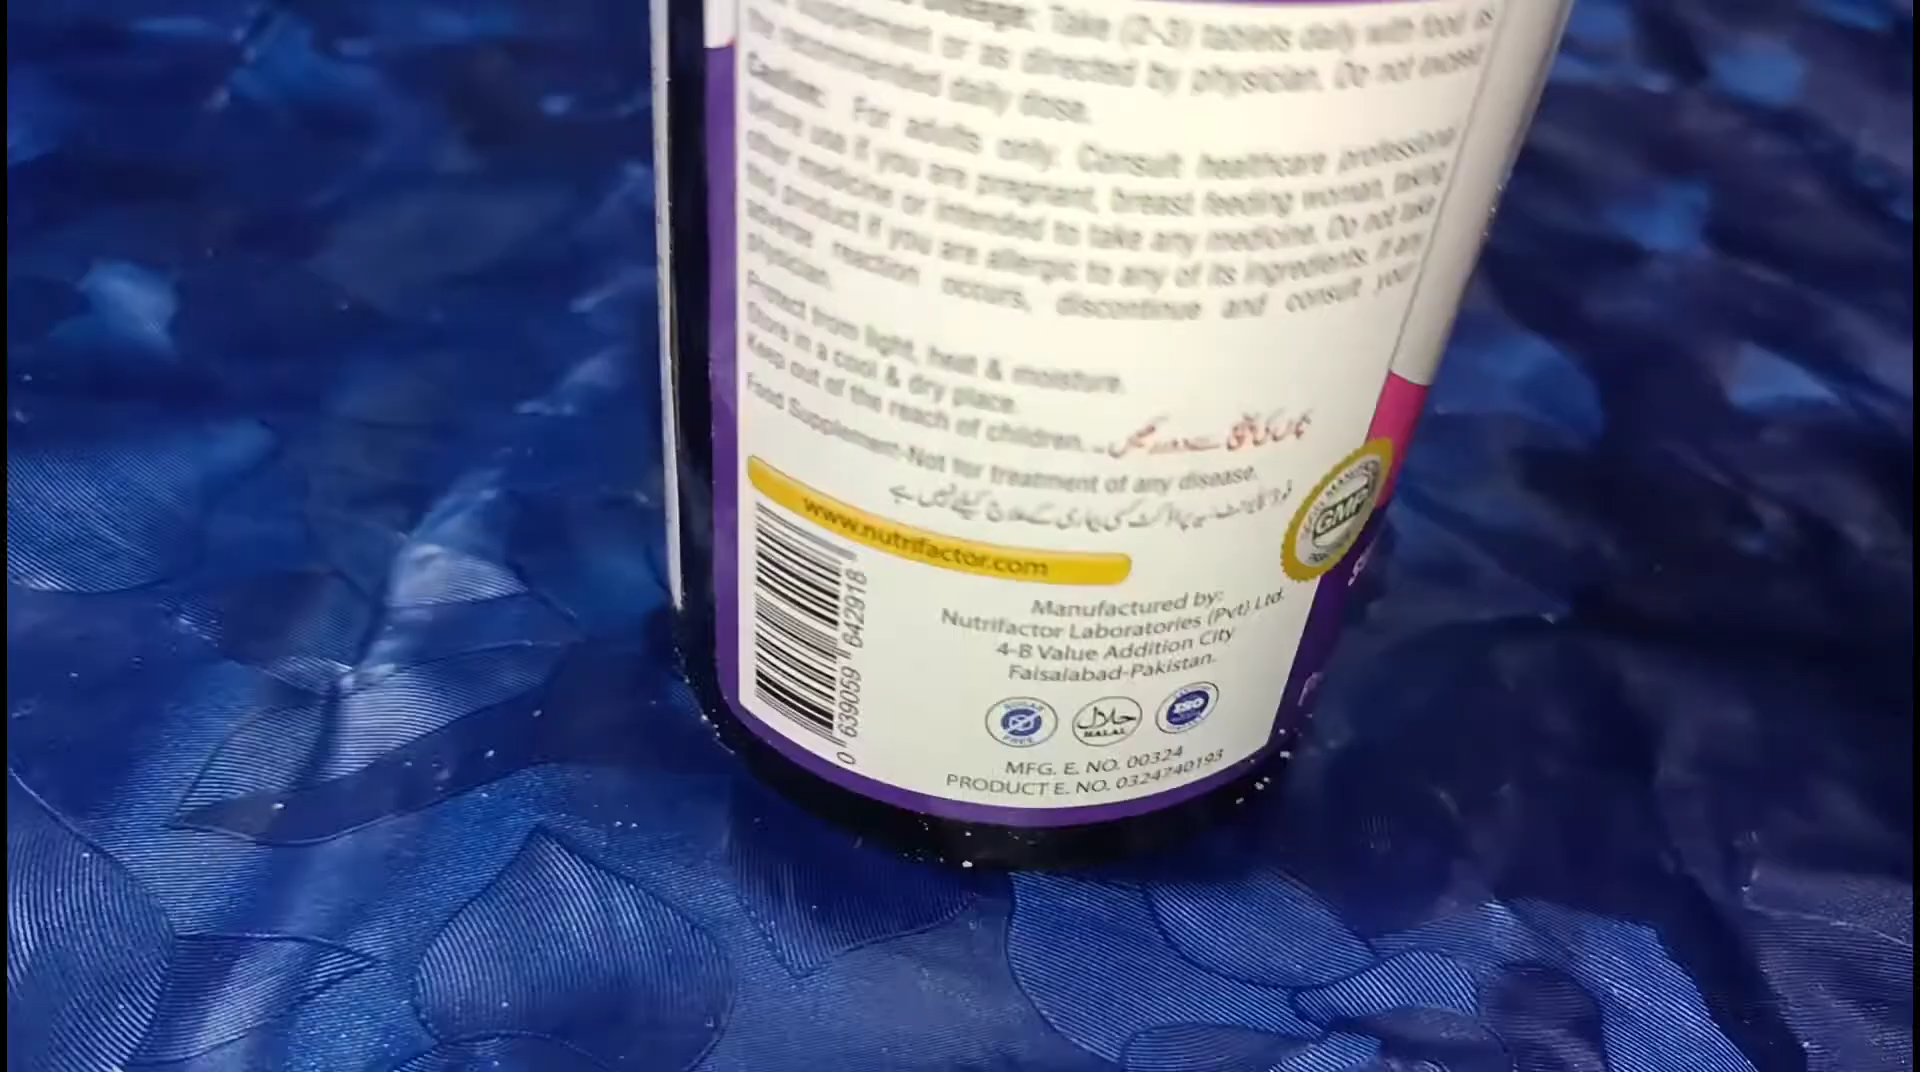 Dosage: Take (2-3) tablets daily with food as
supplement or as directed by physician. Do not exceed
the recommended daily dose.
Caution: For adults only. Consult healthcare professional
before use if you are pregnant, breast feeding woman, taking
other medicine or intended to take any medicine. Do not take
this product if you are allergic to any of its ingredients. If any
adverse reaction occurs, discontinue and consult your
physician.
Protect from light, heat & moisture.
Store in a cool & dry place.
Keep out of the reach of children.
Food Supplement-Not for treatment of any disease.
www.nutrifactor.com
0 639059 642918
GMP
Manufactured by:
Nutrifactor Laboratories (Pvt) Ltd.
4-B Value Addition City
Faisalabad-Pakistan.
SUGAR FREE
حلال
HALAL
ISO
MFG. E. NO. 00324
PRODUCT E. NO. 0324740193